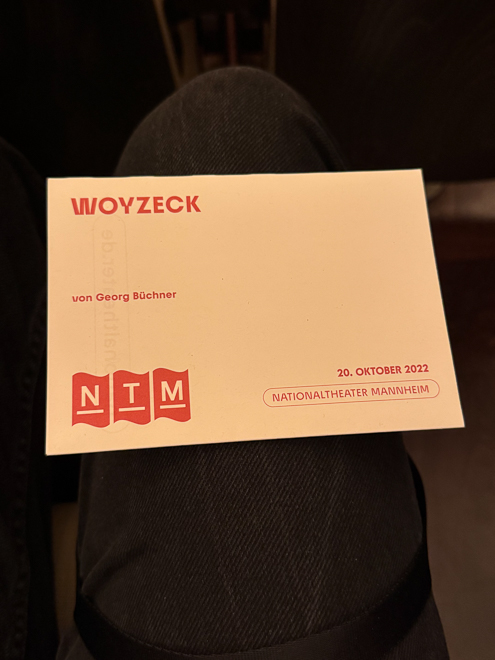 WOYZECK
von Georg Büchner
NTM
20. OKTOBER 2022
NATIONALTHEATER MANNHEIM